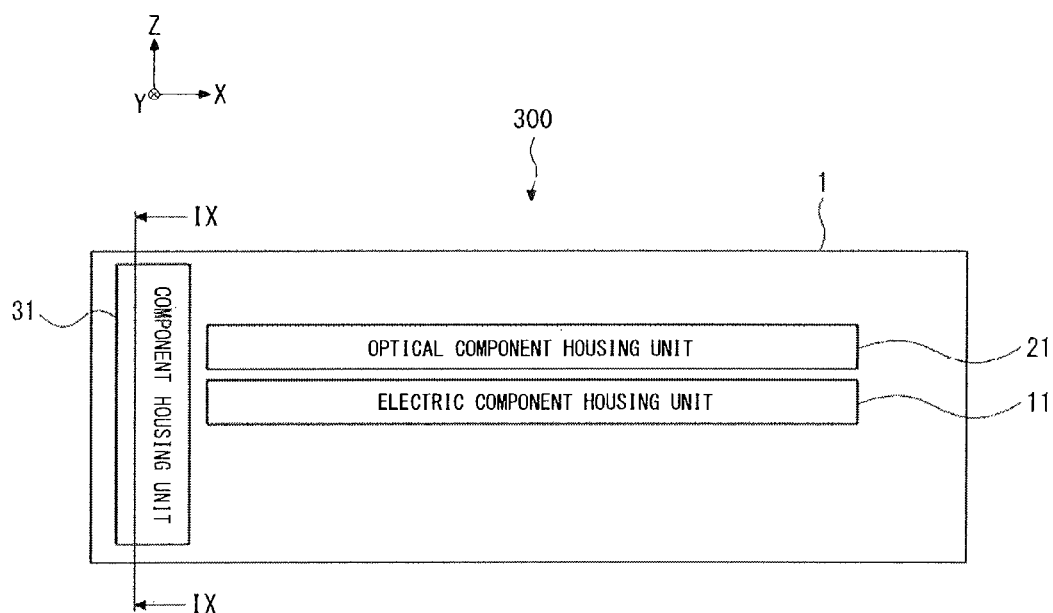 Z
Y
X
300
1
IX
31
COMPONENT HOUSING UNIT
OPTICAL COMPONENT HOUSING UNIT
21
ELECTRIC COMPONENT HOUSING UNIT
11
IX